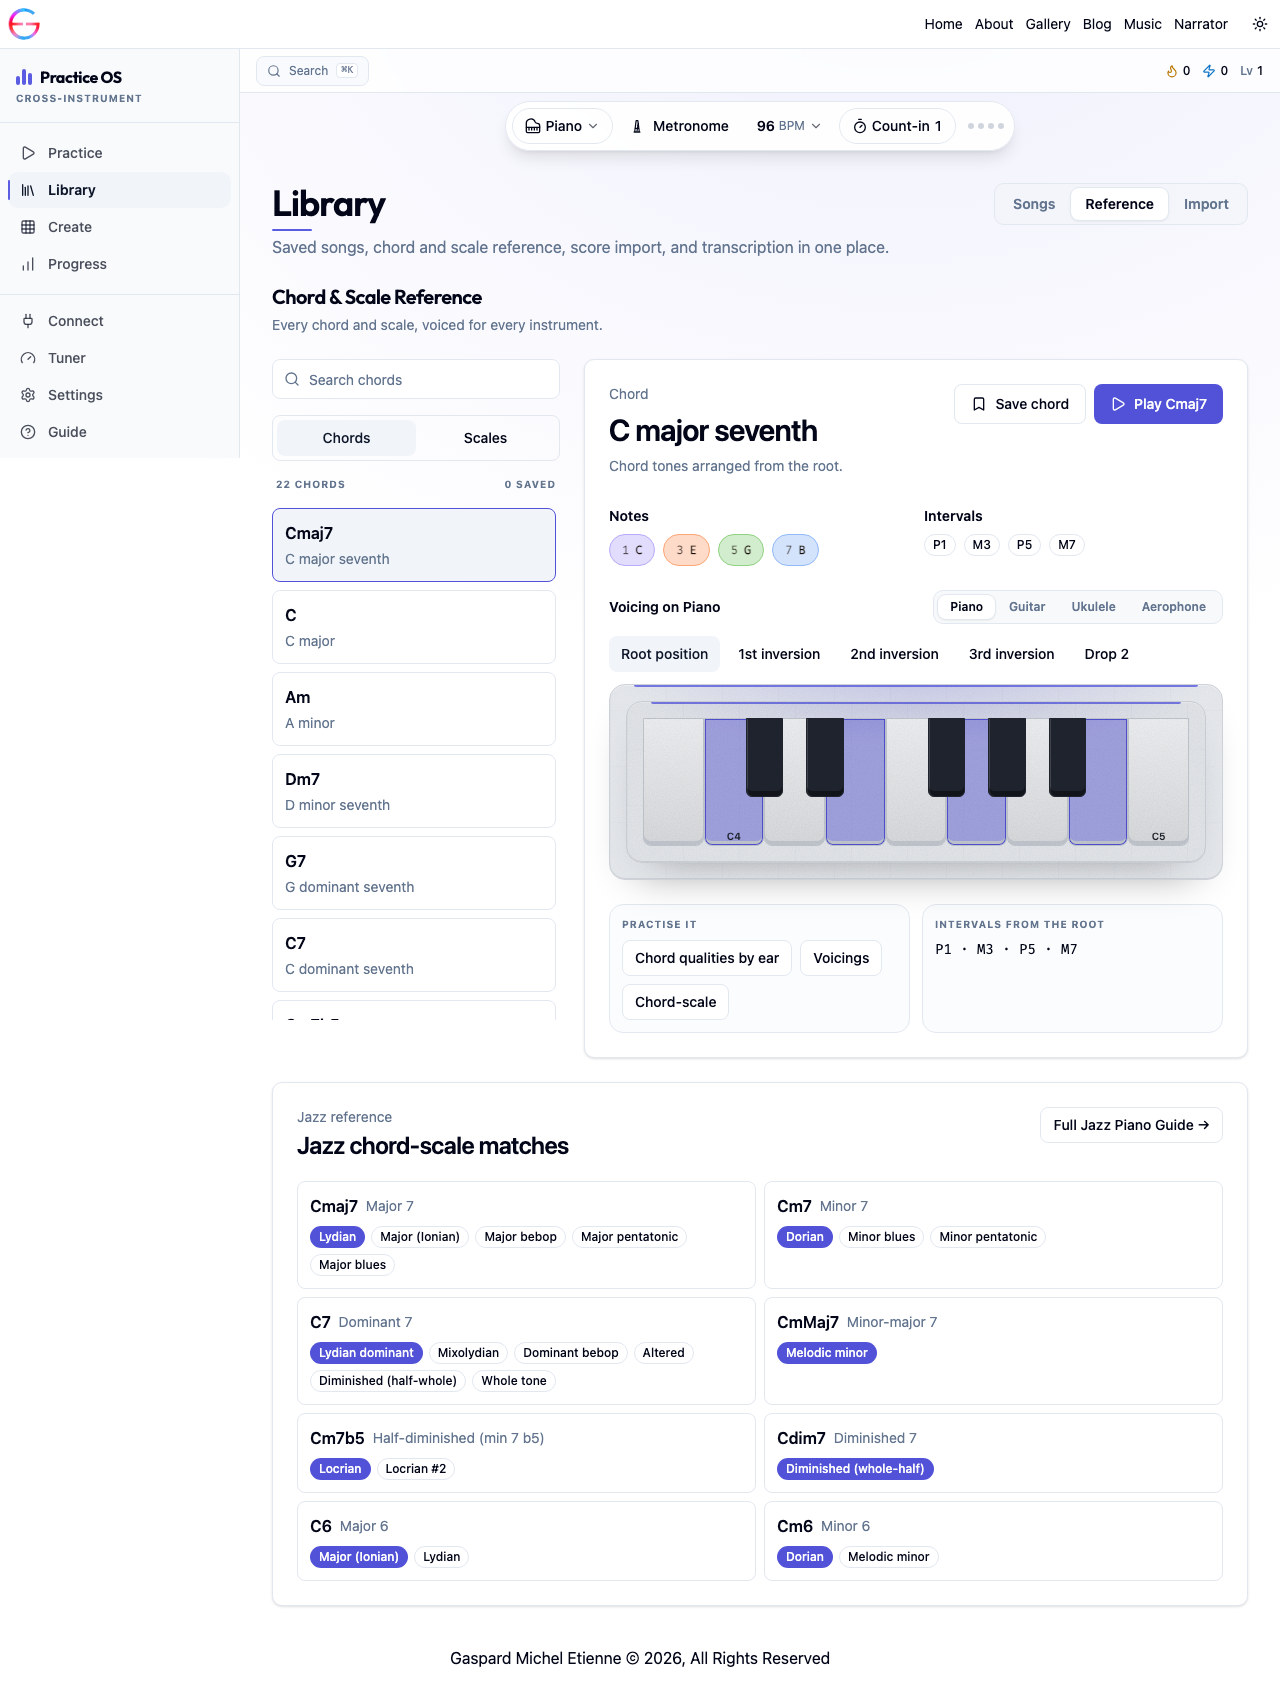 Home About Gallery Blog Music Narrator
Practice OS
CROSS-INSTRUMENT
Search ⌘K
0 0 Lv 1
Piano Metronome 96 BPM Count-in 1
Practice
Library
Create
Progress
Connect
Tuner
Settings
Guide
Library
Songs Reference Import
Saved songs, chord and scale reference, score import, and transcription in one place.
Chord & Scale Reference
Every chord and scale, voiced for every instrument.
Search chords
Chords Scales
22 CHORDS 0 SAVED
Cmaj7
C major seventh
C
C major
Am
A minor
Dm7
D minor seventh
G7
G dominant seventh
C7
C dominant seventh
Chord
C major seventh
Chord tones arranged from the root.
Save chord Play Cmaj7
Notes
1 C 3 E 5 G 7 B
Intervals
P1 M3 P5 M7
Voicing on Piano
Piano Guitar Ukulele Aerophone
Root position 1st inversion 2nd inversion 3rd inversion Drop 2
C4 C5
PRACTISE IT
Chord qualities by ear Voicings
Chord-scale
INTERVALS FROM THE ROOT
P1 · M3 · P5 · M7
Jazz reference
Jazz chord-scale matches
Full Jazz Piano Guide →
Cmaj7 Major 7
Lydian Major (Ionian) Major bebop Major pentatonic
Major blues
Cm7 Minor 7
Dorian Minor blues Minor pentatonic
C7 Dominant 7
Lydian dominant Mixolydian Dominant bebop Altered
Diminished (half-whole) Whole tone
CmMaj7 Minor-major 7
Melodic minor
Cm7b5 Half-diminished (min 7 b5)
Locrian Locrian #2
Cdim7 Diminished 7
Diminished (whole-half)
C6 Major 6
Major (Ionian) Lydian
Cm6 Minor 6
Dorian Melodic minor
Gaspard Michel Etienne © 2026, All Rights Reserved